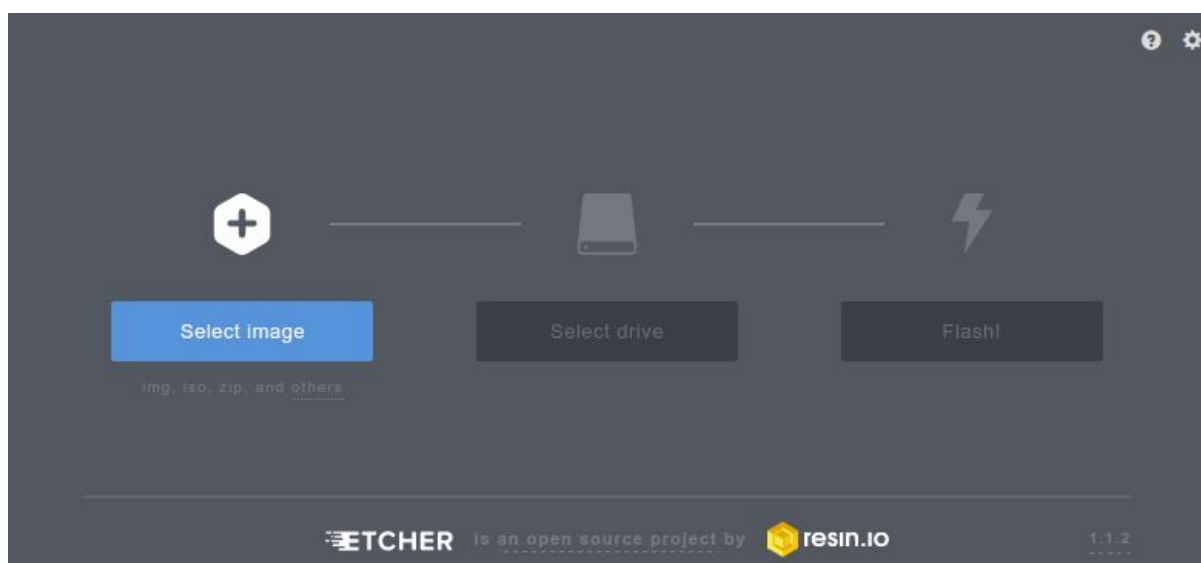 Select image
Select drive
Flash!
img, iso, zip, and others
ETCHER is an open source project by resin.io
1.1.2